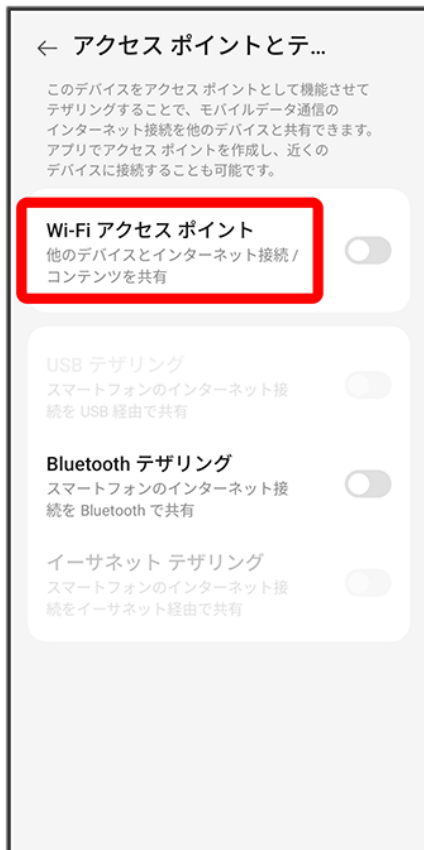 ← アクセス ポイントとテ...
このデバイスをアクセス ポイントとして機能させて
テザリングすることで、モバイルデータ通信の
インターネット接続を他のデバイスと共有できます。
アプリでアクセス ポイントを作成し、近くの
デバイスに接続することも可能です。
Wi-Fi アクセス ポイント
他のデバイスとインターネット接続 /
コンテンツを共有
USB テザリング
スマートフォンのインターネット接
続を USB 経由で共有
Bluetooth テザリング
スマートフォンのインターネット接
続を Bluetooth で共有
イーサネット テザリング
スマートフォンのインターネット接
続をイーサネット経由で共有